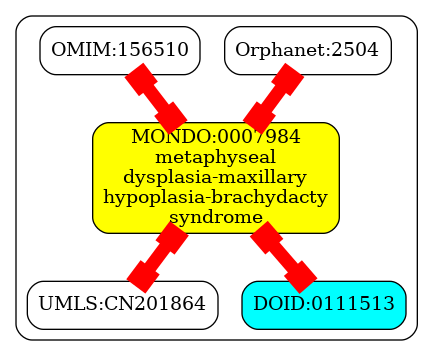 OMIM:156510
Orphanet:2504
MONDO:0007984
metaphyseal
dysplasia-maxillary
hypoplasia-brachydacty
syndrome
UMLS:CN201864
DOID:0111513